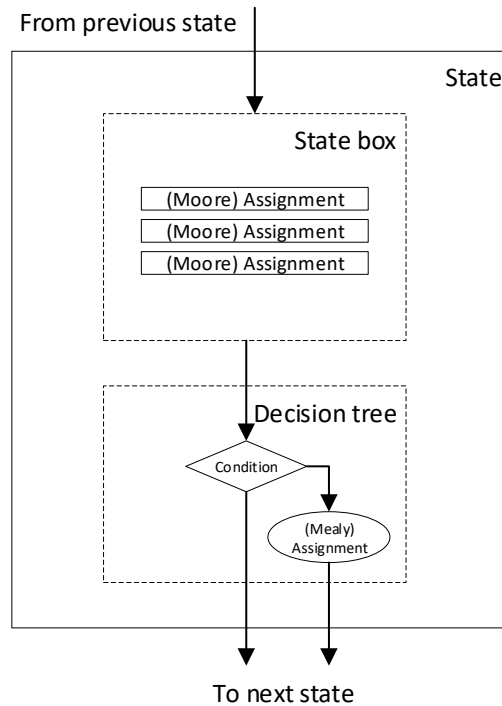 From previous state
State
State box
(Moore) Assignment
(Moore) Assignment
(Moore) Assignment
Decision tree
Condition
(Mealy)
Assignment
To next state